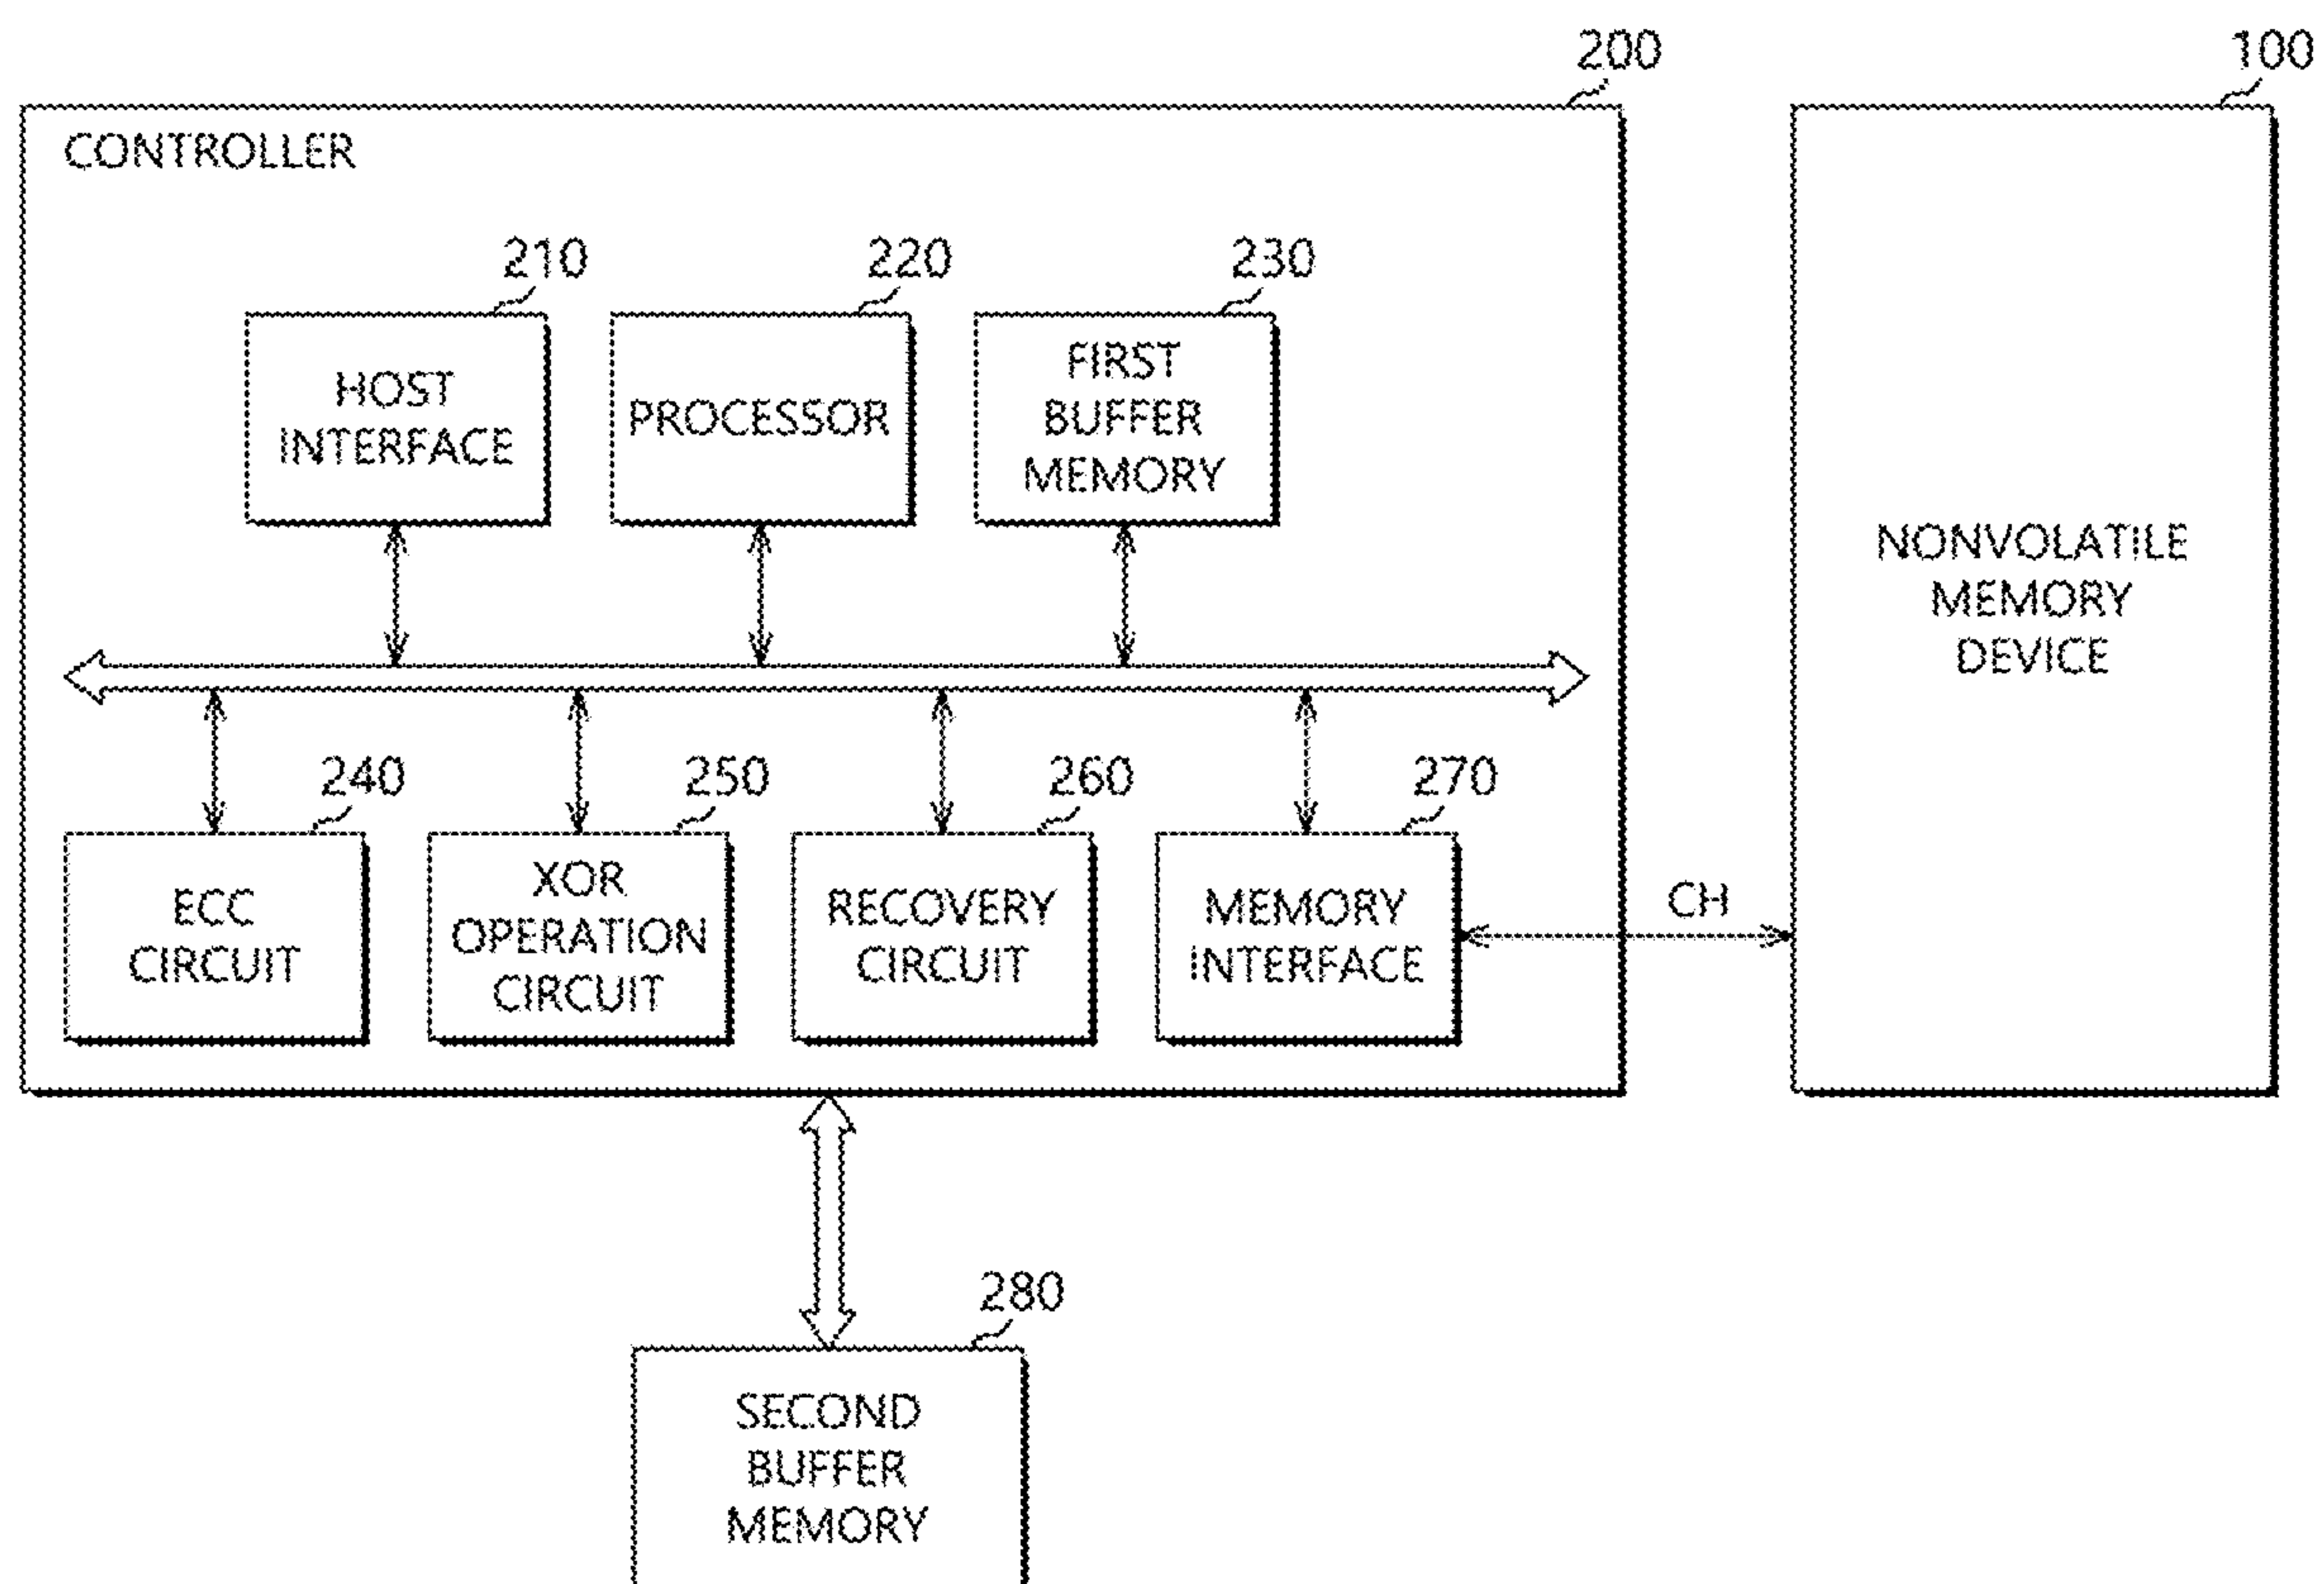 200
100
CONTROLLER
210
220
230
HOST
INTERFACE
PROCESSOR
FIRST
BUFFER
MEMORY
NONVOLATILE
MEMORY
DEVICE
240
250
260
270
ECC
CIRCUIT
XOR
OPERATION
CIRCUIT
RECOVERY
CIRCUIT
MEMORY
INTERFACE
CH
280
SECOND
BUFFER
MEMORY